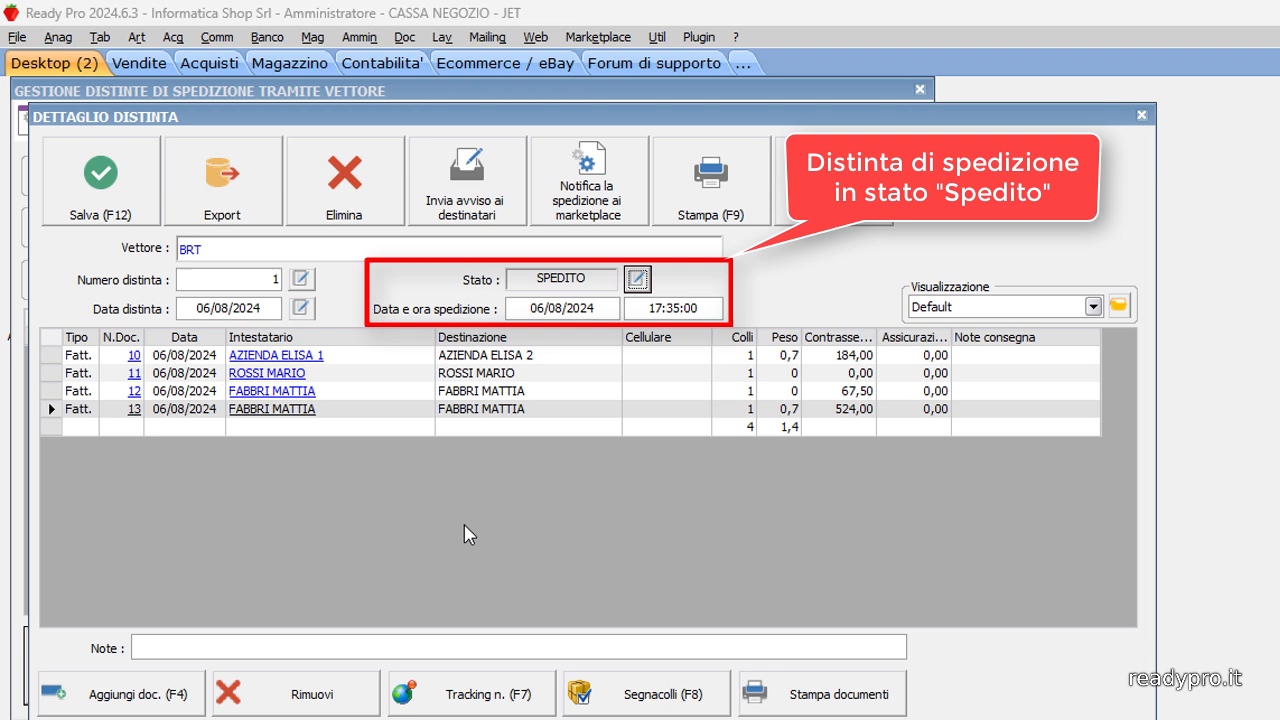 Ready Pro 2024.6.3 - Informatica Shop Srl - Amministratore - CASSA NEGOZIO - JET
File Anag Tab Art Acq Comm Banco Mag Ammin Doc Lav Mailing Web Marketplace Util Plugin ?
Desktop (2) Vendite Acquisti Magazzino Contabilita' Ecommerce / eBay Forum di supporto ...
GESTIONE DISTINTE DI SPEDIZIONE TRAMITE VETTORE
DETTAGLIO DISTINTA
Salva (F12)
Export
Elimina
Invia avviso ai
destinatari
Notifica la
spedizione ai
marketplace
Stampa (F9)
Distinta di spedizione
in stato "Spedito"
Vettore : BRT
Numero distinta : 1
Stato : SPEDITO
Data distinta : 06/08/2024
Data e ora spedizione : 06/08/2024 17:35:00
Visualizzazione
Default
Tipo N.Doc. Data Intestatario Destinazione Cellulare Colli Peso Contrasse... Assicurazi... Note consegna
Fatt. 10 06/08/2024 AZIENDA ELISA 1 AZIENDA ELISA 2 1 0,7 184,00 0,00
Fatt. 11 06/08/2024 ROSSI MARIO ROSSI MARIO 1 0 0,00 0,00
Fatt. 12 06/08/2024 FABBRI MATTIA FABBRI MATTIA 1 0 67,50 0,00
Fatt. 13 06/08/2024 FABBRI MATTIA FABBRI MATTIA 1 0,7 524,00 0,00
4 1,4
Note :
Aggiungi doc. (F4) Rimuovi Tracking n. (F7) Segnacolli (F8) Stampa documenti
readypro.it